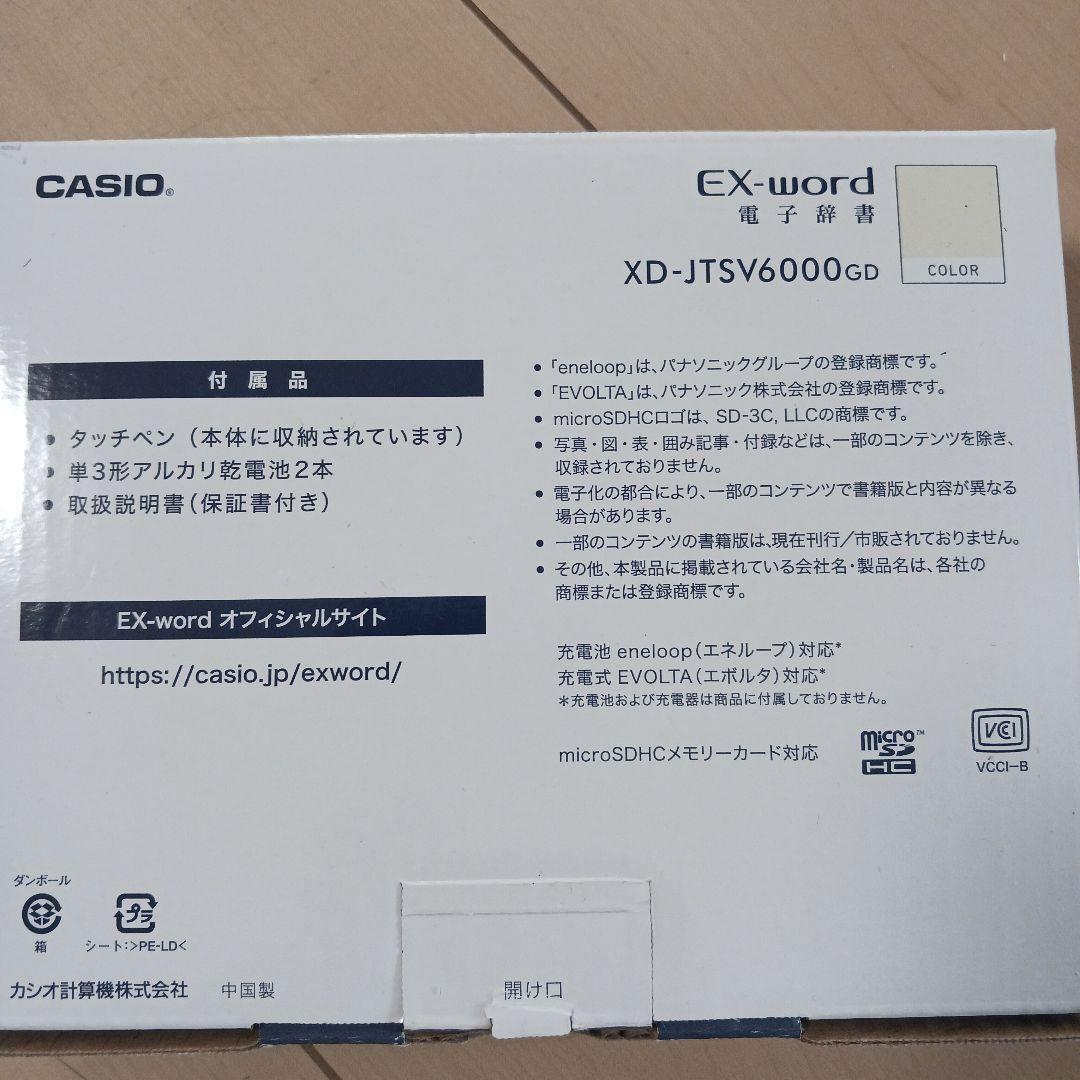 CASIO®
EX-word
電子辞書
XD-JTSV6000GD
COLOR
付属品
• タッチペン（本体に収納されています）
• 単3形アルカリ乾電池2本
• 取扱説明書（保証書付き）
EX-word オフィシャルサイト
https://casio.jp/exword/
• 「eneloop」は、パナソニックグループの登録商標です。
• 「EVOLTA」は、パナソニック株式会社の登録商標です。
• microSDHCロゴは、SD-3C, LLCの商標です。
• 写真・図・表・囲み記事・付録などは、一部のコンテンツを除き、
収録されておりません。
• 電子化の都合により、一部のコンテンツで書籍版と内容が異なる
場合があります。
• 一部のコンテンツの書籍版は、現在刊行／市販されておりません。
• その他、本製品に掲載されている会社名・製品名は、各社の
商標または登録商標です。
充電池 eneloop（エネループ）対応*
充電式 EVOLTA（エボルタ）対応*
＊充電池および充電器は商品に付属しておりません。
microSDHCメモリーカード対応
micro SD HC™
VCCI
VCCI-B
ダンボール
箱
プラ
シート:>PE-LD<
カシオ計算機株式会社 中国製
開け口